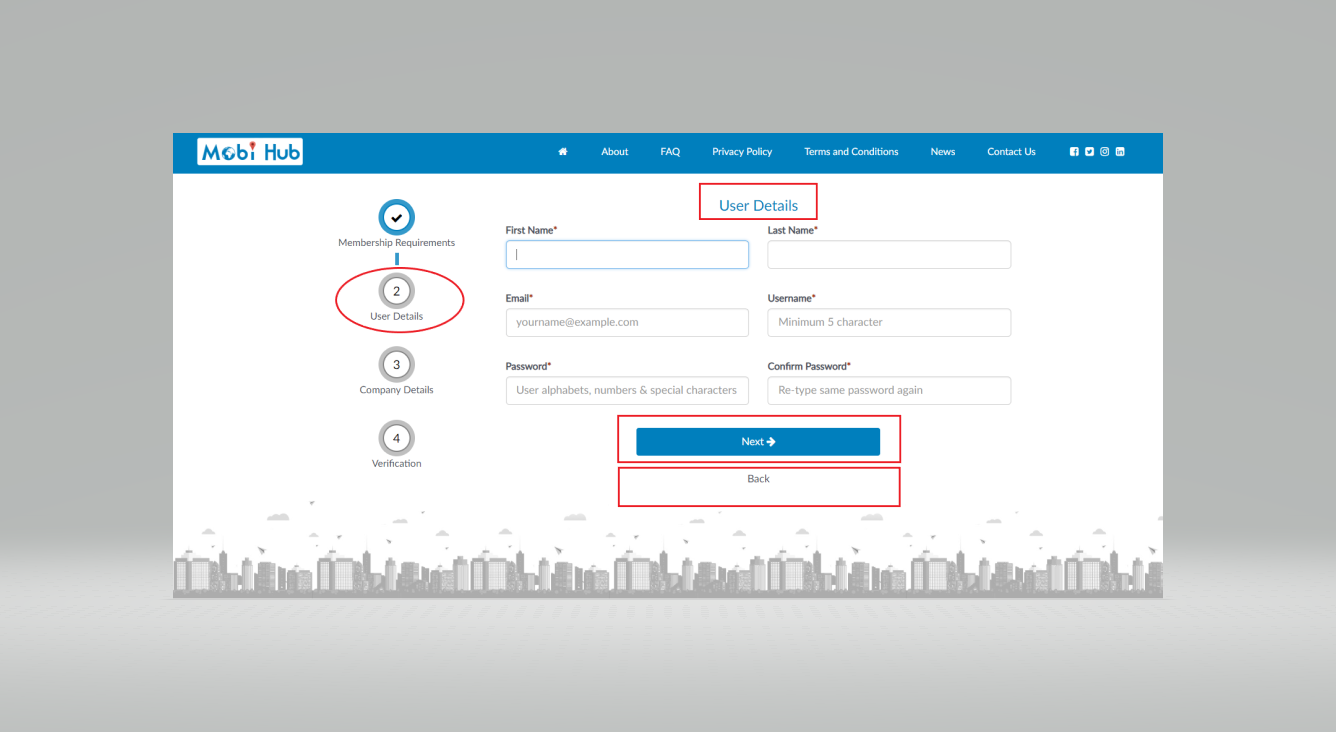 Mobi Hub
About FAQ Privacy Policy Terms and Conditions News Contact Us
User Details
Membership Requirements
2
User Details
3
Company Details
4
Verification
First Name* Last Name*
Email* Username*
yourname@example.com Minimum 5 character
Password* Confirm Password*
User alphabets, numbers & special characters Re-type same password again
Next
Back